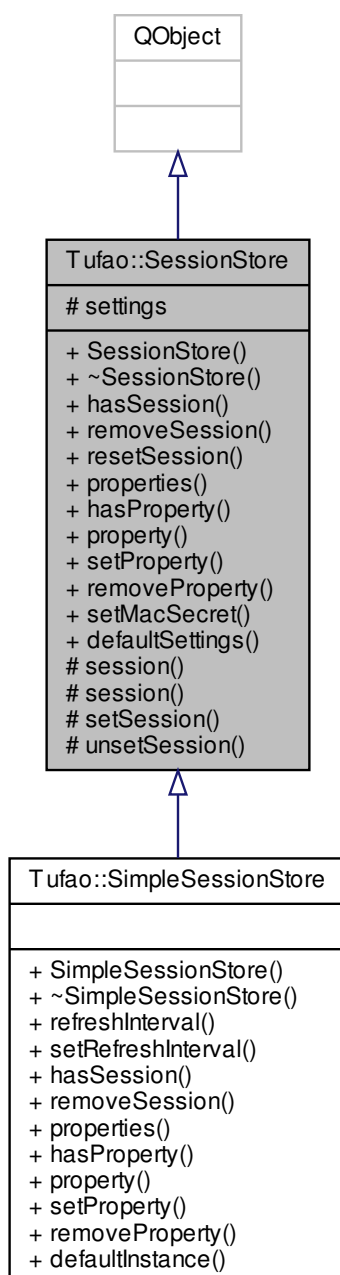 QObject
Tufao::SessionStore
# settings
+ SessionStore()
+ ~SessionStore()
+ hasSession()
+ removeSession()
+ resetSession()
+ properties()
+ hasProperty()
+ property()
+ setProperty()
+ removeProperty()
+ setMacSecret()
+ defaultSettings()
# session()
# session()
# setSession()
# unsetSession()
Tufao::SimpleSessionStore
+ SimpleSessionStore()
+ ~SimpleSessionStore()
+ refreshInterval()
+ setRefreshInterval()
+ hasSession()
+ removeSession()
+ properties()
+ hasProperty()
+ property()
+ setProperty()
+ removeProperty()
+ defaultInstance()